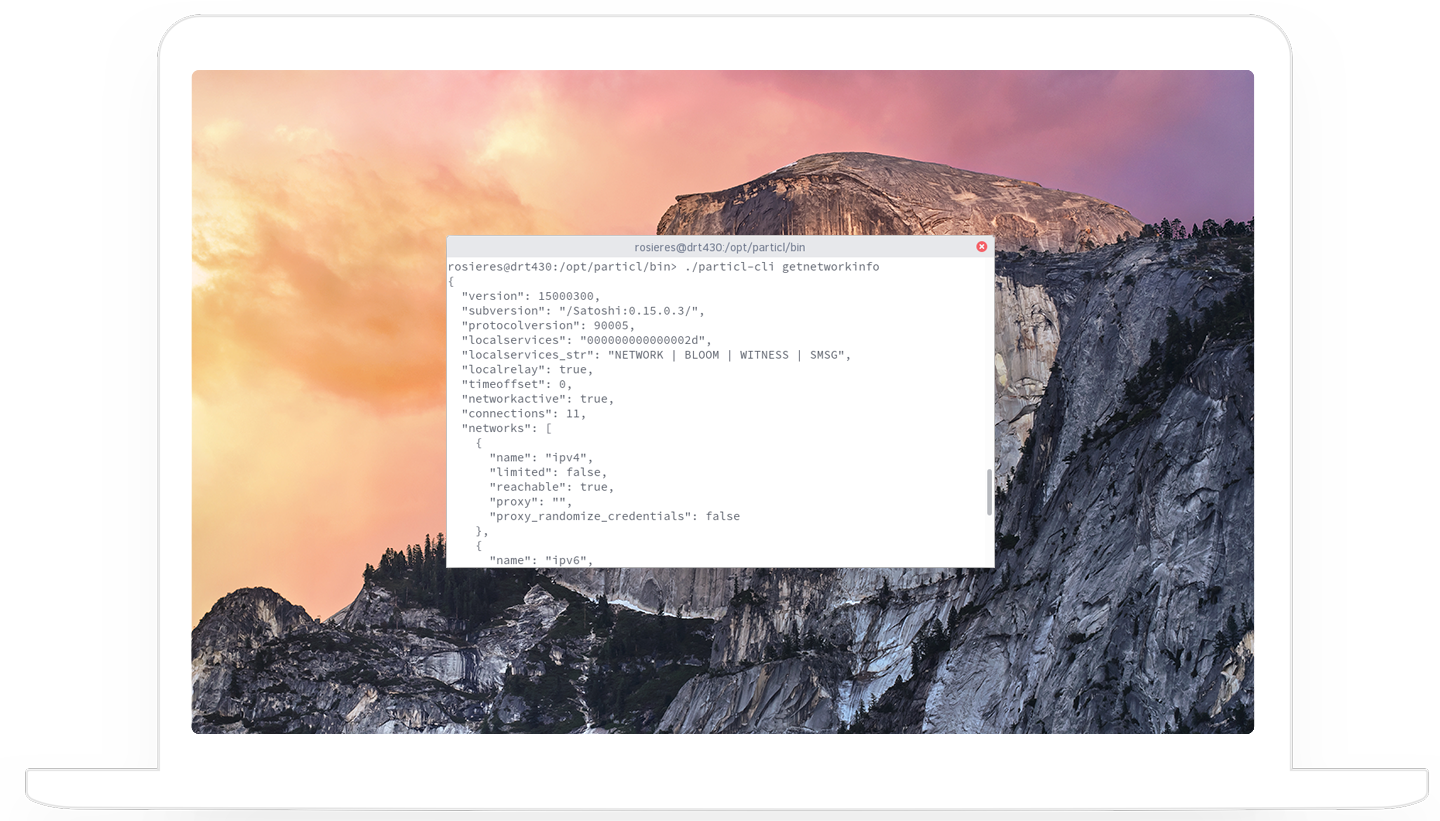 rosieres@drt430:/opt/particl/bin
rosieres@drt430:/opt/particl/bin> ./particl-cli getnetworkinfo
{
  "version": 15000300,
  "subversion": "/Satoshi:0.15.0.3/",
  "protocolversion": 90005,
  "localservices": "000000000000002d",
  "localservices_str": "NETWORK | BLOOM | WITNESS | SMSG",
  "localrelay": true,
  "timeoffset": 0,
  "networkactive": true,
  "connections": 11,
  "networks": [
    {
      "name": "ipv4",
      "limited": false,
      "reachable": true,
      "proxy": "",
      "proxy_randomize_credentials": false
    },
    {
      "name": "ipv6",